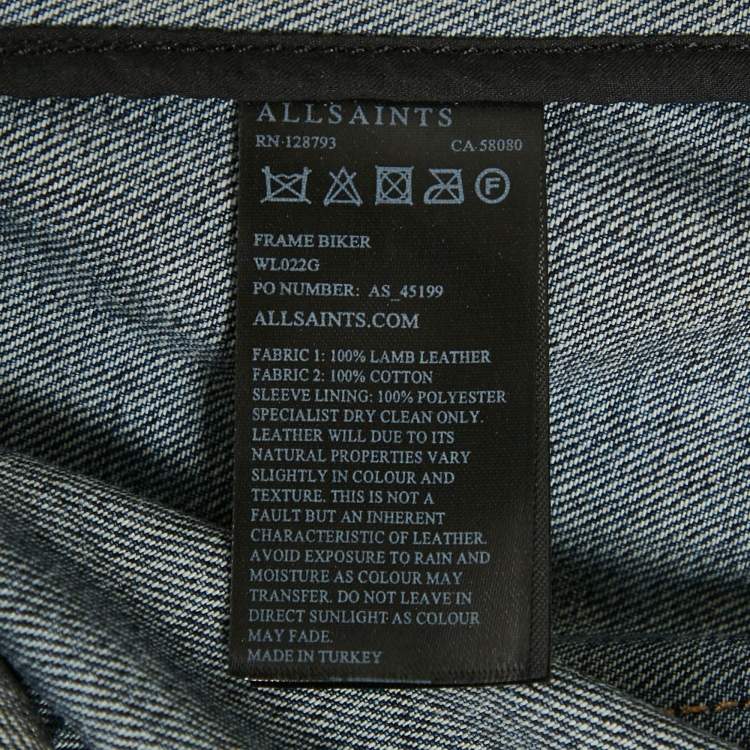 ALLSAINTS
RN·128793 CA 58080
F
FRAME BIKER
WL022G
PO NUMBER: AS_45199
ALLSAINTS.COM
FABRIC 1: 100% LAMB LEATHER
FABRIC 2: 100% COTTON
SLEEVE LINING: 100% POLYESTER
SPECIALIST DRY CLEAN ONLY.
LEATHER WILL DUE TO ITS
NATURAL PROPERTIES VARY
SLIGHTLY IN COLOUR AND
TEXTURE. THIS IS NOT A
FAULT BUT AN INHERENT
CHARACTERISTIC OF LEATHER.
AVOID EXPOSURE TO RAIN AND
MOISTURE AS COLOUR MAY
TRANSFER. DO NOT LEAVE IN
DIRECT SUNLIGHT AS COLOUR
MAY FADE.
MADE IN TURKEY